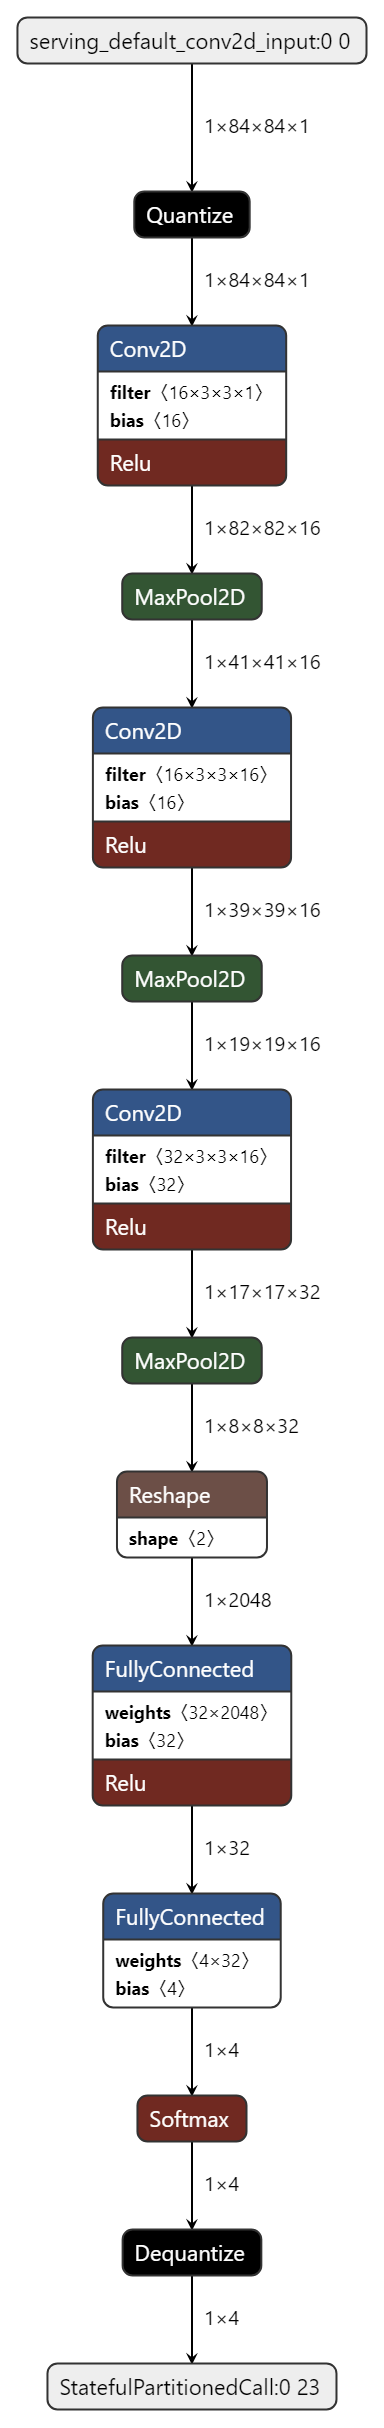 serving_default_conv2d_input:0 0
1×84×84×1
Quantize
1×84×84×1
Conv2D
filter 〈16×3×3×1〉
bias 〈16〉
Relu
1×82×82×16
MaxPool2D
1×41×41×16
Conv2D
filter 〈16×3×3×16〉
bias 〈16〉
Relu
1×39×39×16
MaxPool2D
1×19×19×16
Conv2D
filter 〈32×3×3×16〉
bias 〈32〉
Relu
1×17×17×32
MaxPool2D
1×8×8×32
Reshape
shape 〈2〉
1×2048
FullyConnected
weights 〈32×2048〉
bias 〈32〉
Relu
1×32
FullyConnected
weights 〈4×32〉
bias 〈4〉
1×4
Softmax
1×4
Dequantize
1×4
StatefulPartitionedCall:0 23